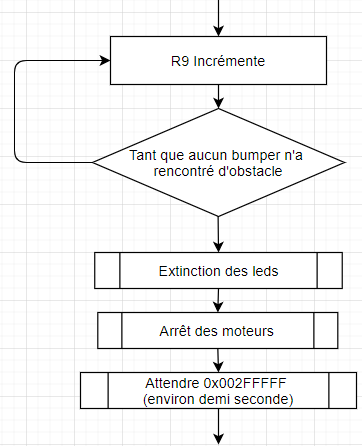 R9 Incrémente
Tant que aucun bumper n'a
rencontré d'obstacle
Extinction des leds
Arrêt des moteurs
Attendre 0x002FFFFF
(environ demi seconde)